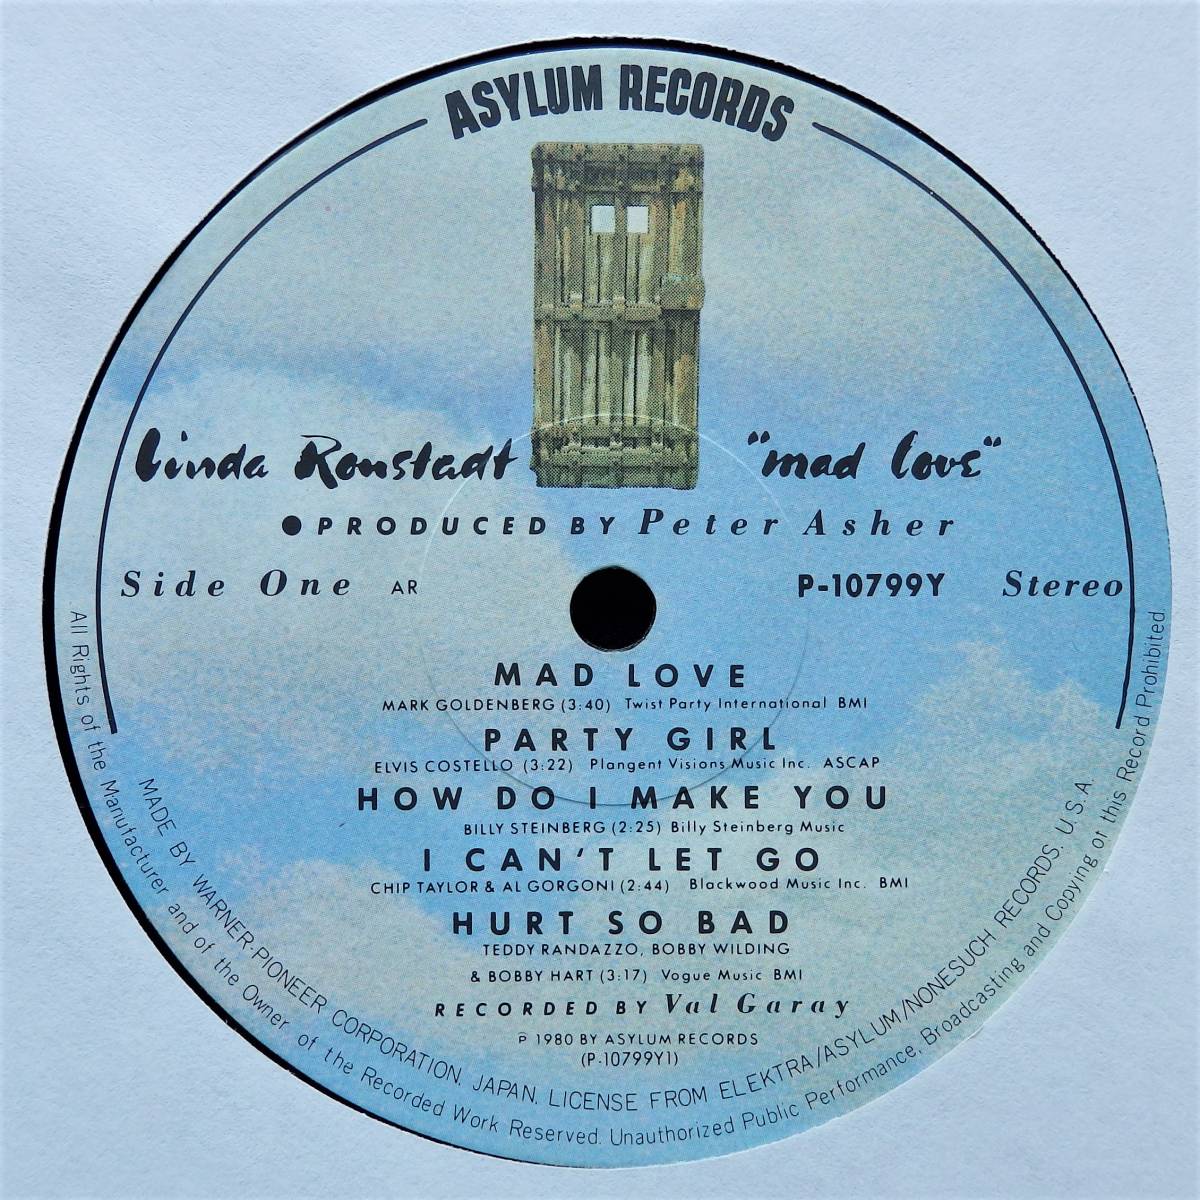 ASYLUM RECORDS
Linda Ronstadt "mad love"
●PRODUCED BY Peter Asher
Side One AR P-10799Y Stereo
MAD LOVE
MARK GOLDENBERG (3:40) Twist Party International BMI
PARTY GIRL
ELVIS COSTELLO (3:22) Plangent Visions Music Inc. ASCAP
HOW DO I MAKE YOU
BILLY STEINBERG (2:25) Billy Steinberg Music
I CAN'T LET GO
CHIP TAYLOR & AL GORGONI (2:44) Blackwood Music Inc. BMI
HURT SO BAD
TEDDY RANDAZZO, BOBBY WILDING
& BOBBY HART (3:17) Vogue Music BMI
RECORDED BY Val Garay
℗ 1980 BY ASYLUM RECORDS
(P-10799Y1)
MADE BY WARNER-PIONEER CORPORATION, JAPAN, LICENSE FROM ELEKTRA/ASYLUM/NONESUCH RECORDS, U.S.A.
All Rights of the Manufacturer and of the Owner of the Recorded Work Reserved. Unauthorized Public Performance, Broadcasting and Copying of this Record Prohibited.